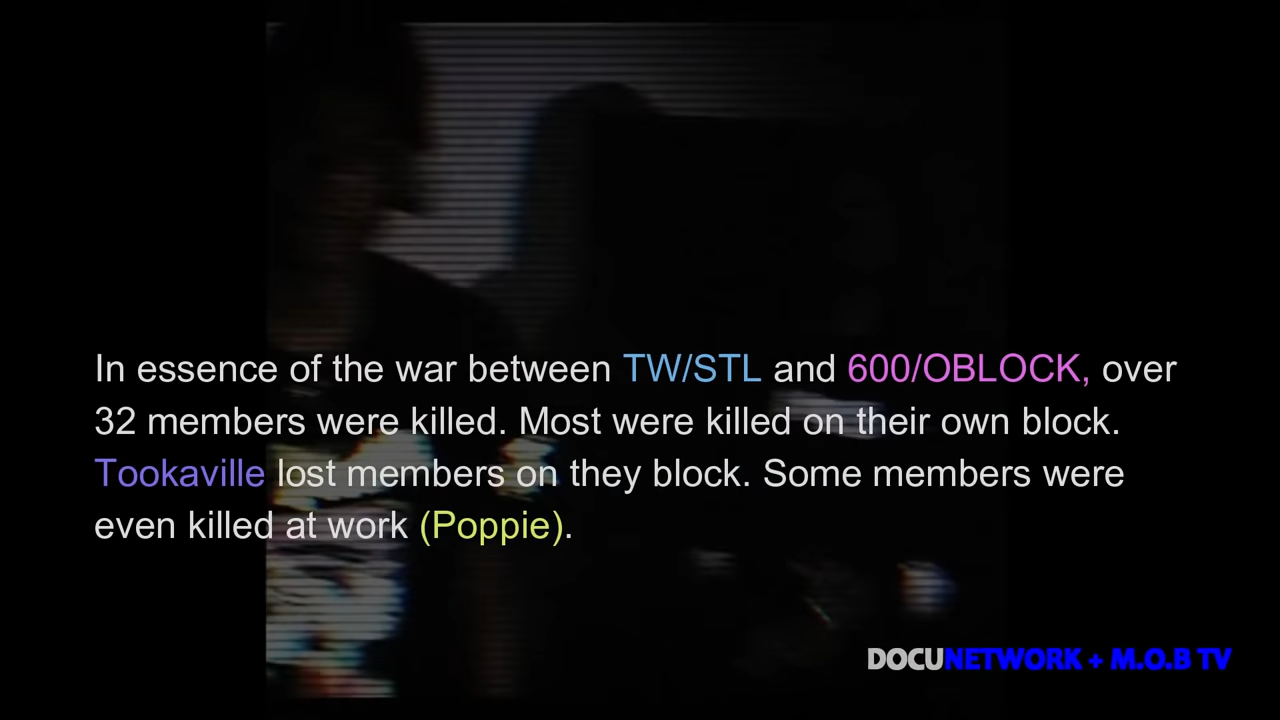 In essence of the war between TW/STL and 600/OBLOCK, over
32 members were killed. Most were killed on their own block.
Tookaville lost members on they block. Some members were
even killed at work (Poppie).
DOCUNETWORK + M.O.B TV